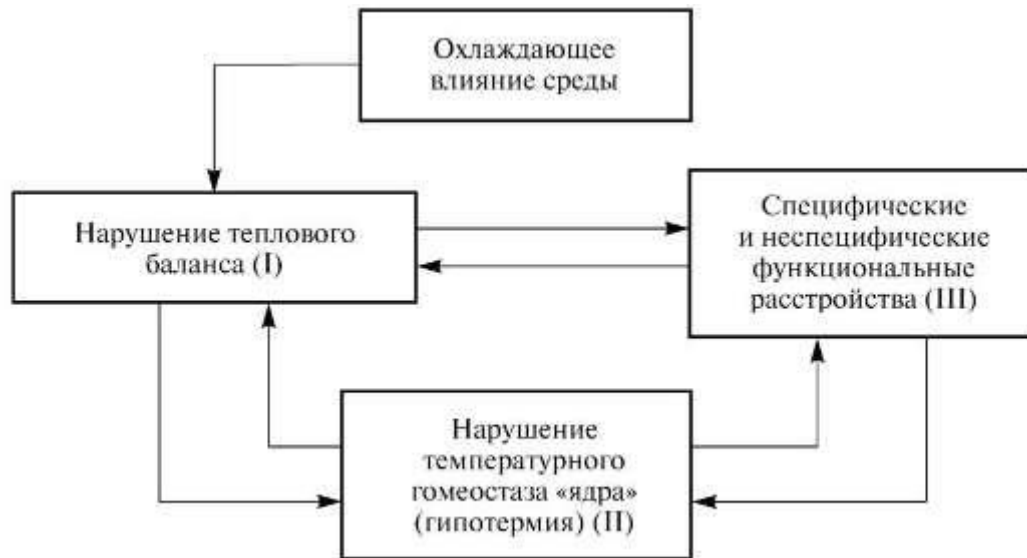 Охлаждающее
влияние среды
Нарушение теплового
баланса (I)
Специфические
и неспецифические
функциональные
расстройства (III)
Нарушение
температурного
гомеостаза «ядра»
(гипотермия) (II)